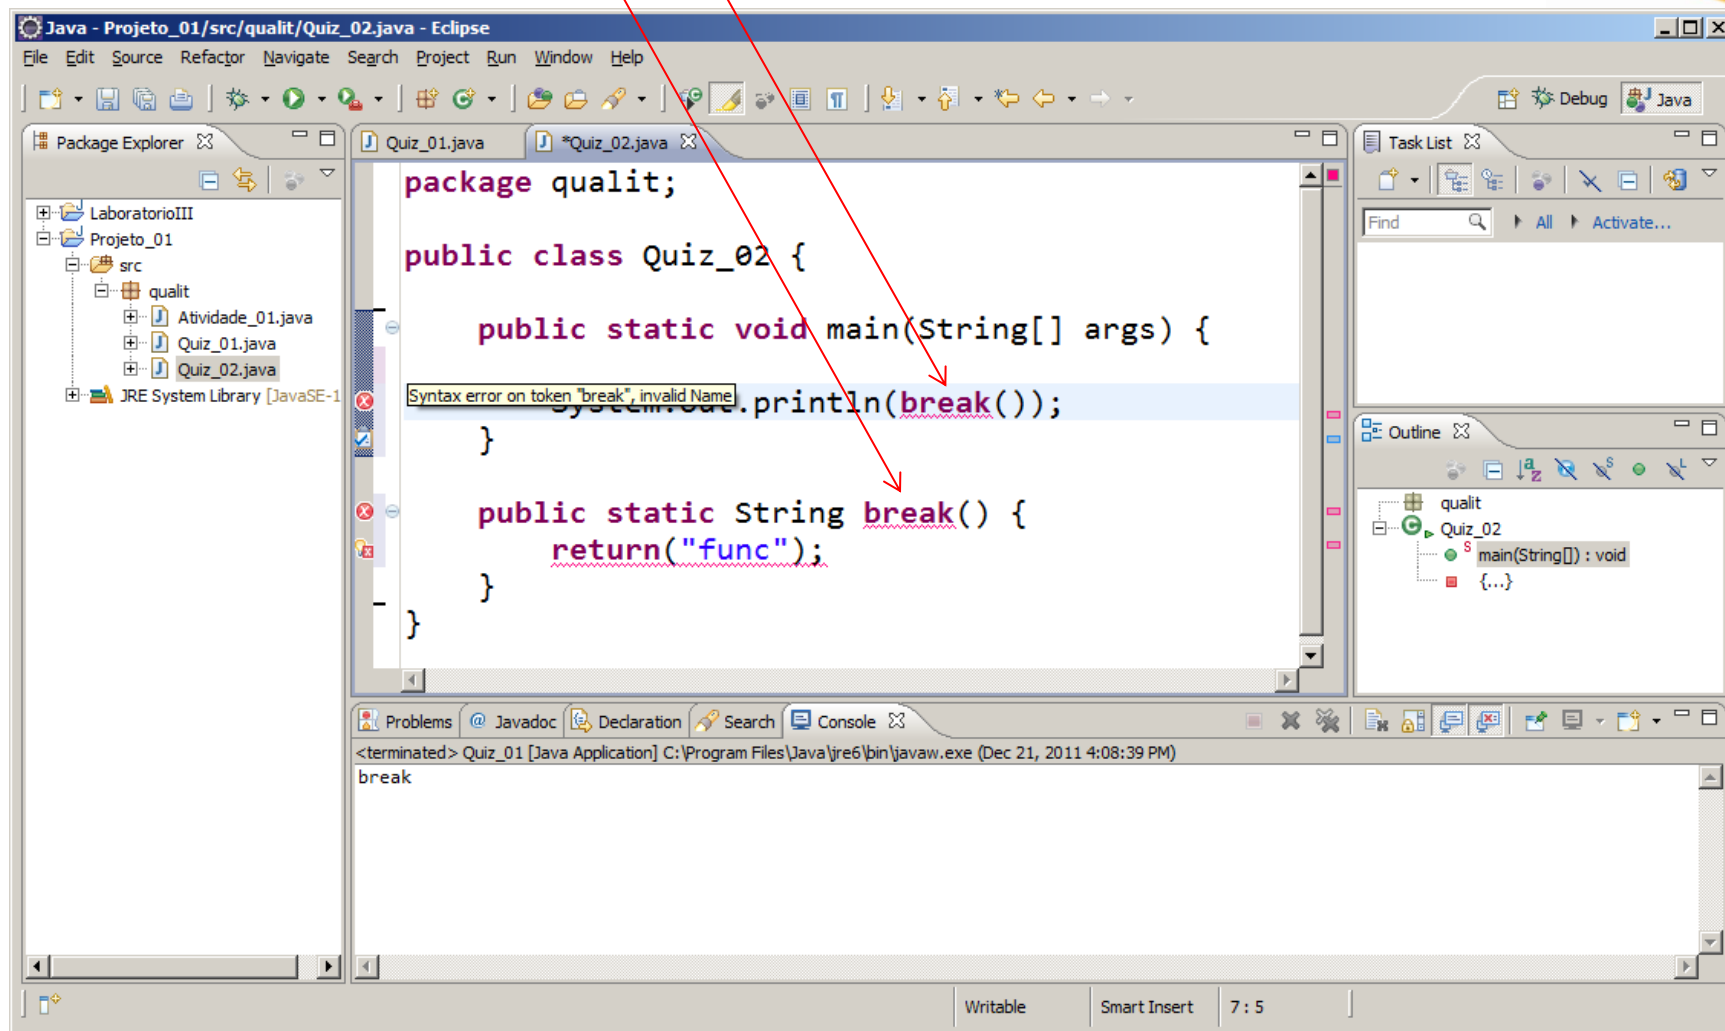 Java - Projeto_01/src/qualit/Quiz_02.java - Eclipse
File Edit Source Refactor Navigate Search Project Run Window Help
Debug Java
Package Explorer
LaboratorioIII
Projeto_01
src
qualit
Atividade_01.java
Quiz_01.java
Quiz_02.java
JRE System Library [JavaSE-1
Quiz_01.java *Quiz_02.java
package qualit;
public class Quiz_02 {
public static void main(String[] args) {
Syntax error on token "break", invalid Name
System.out.println(break());
}
public static String break() {
return("func");
}
}
Task List
Find All Activate...
Outline
qualit
Quiz_02
main(String[]) : void
{...}
Problems Javadoc Declaration Search Console
<terminated> Quiz_01 [Java Application] C:\Program Files\Java\jre6\bin\javaw.exe (Dec 21, 2011 4:08:39 PM)
break
Writable Smart Insert 7 : 5